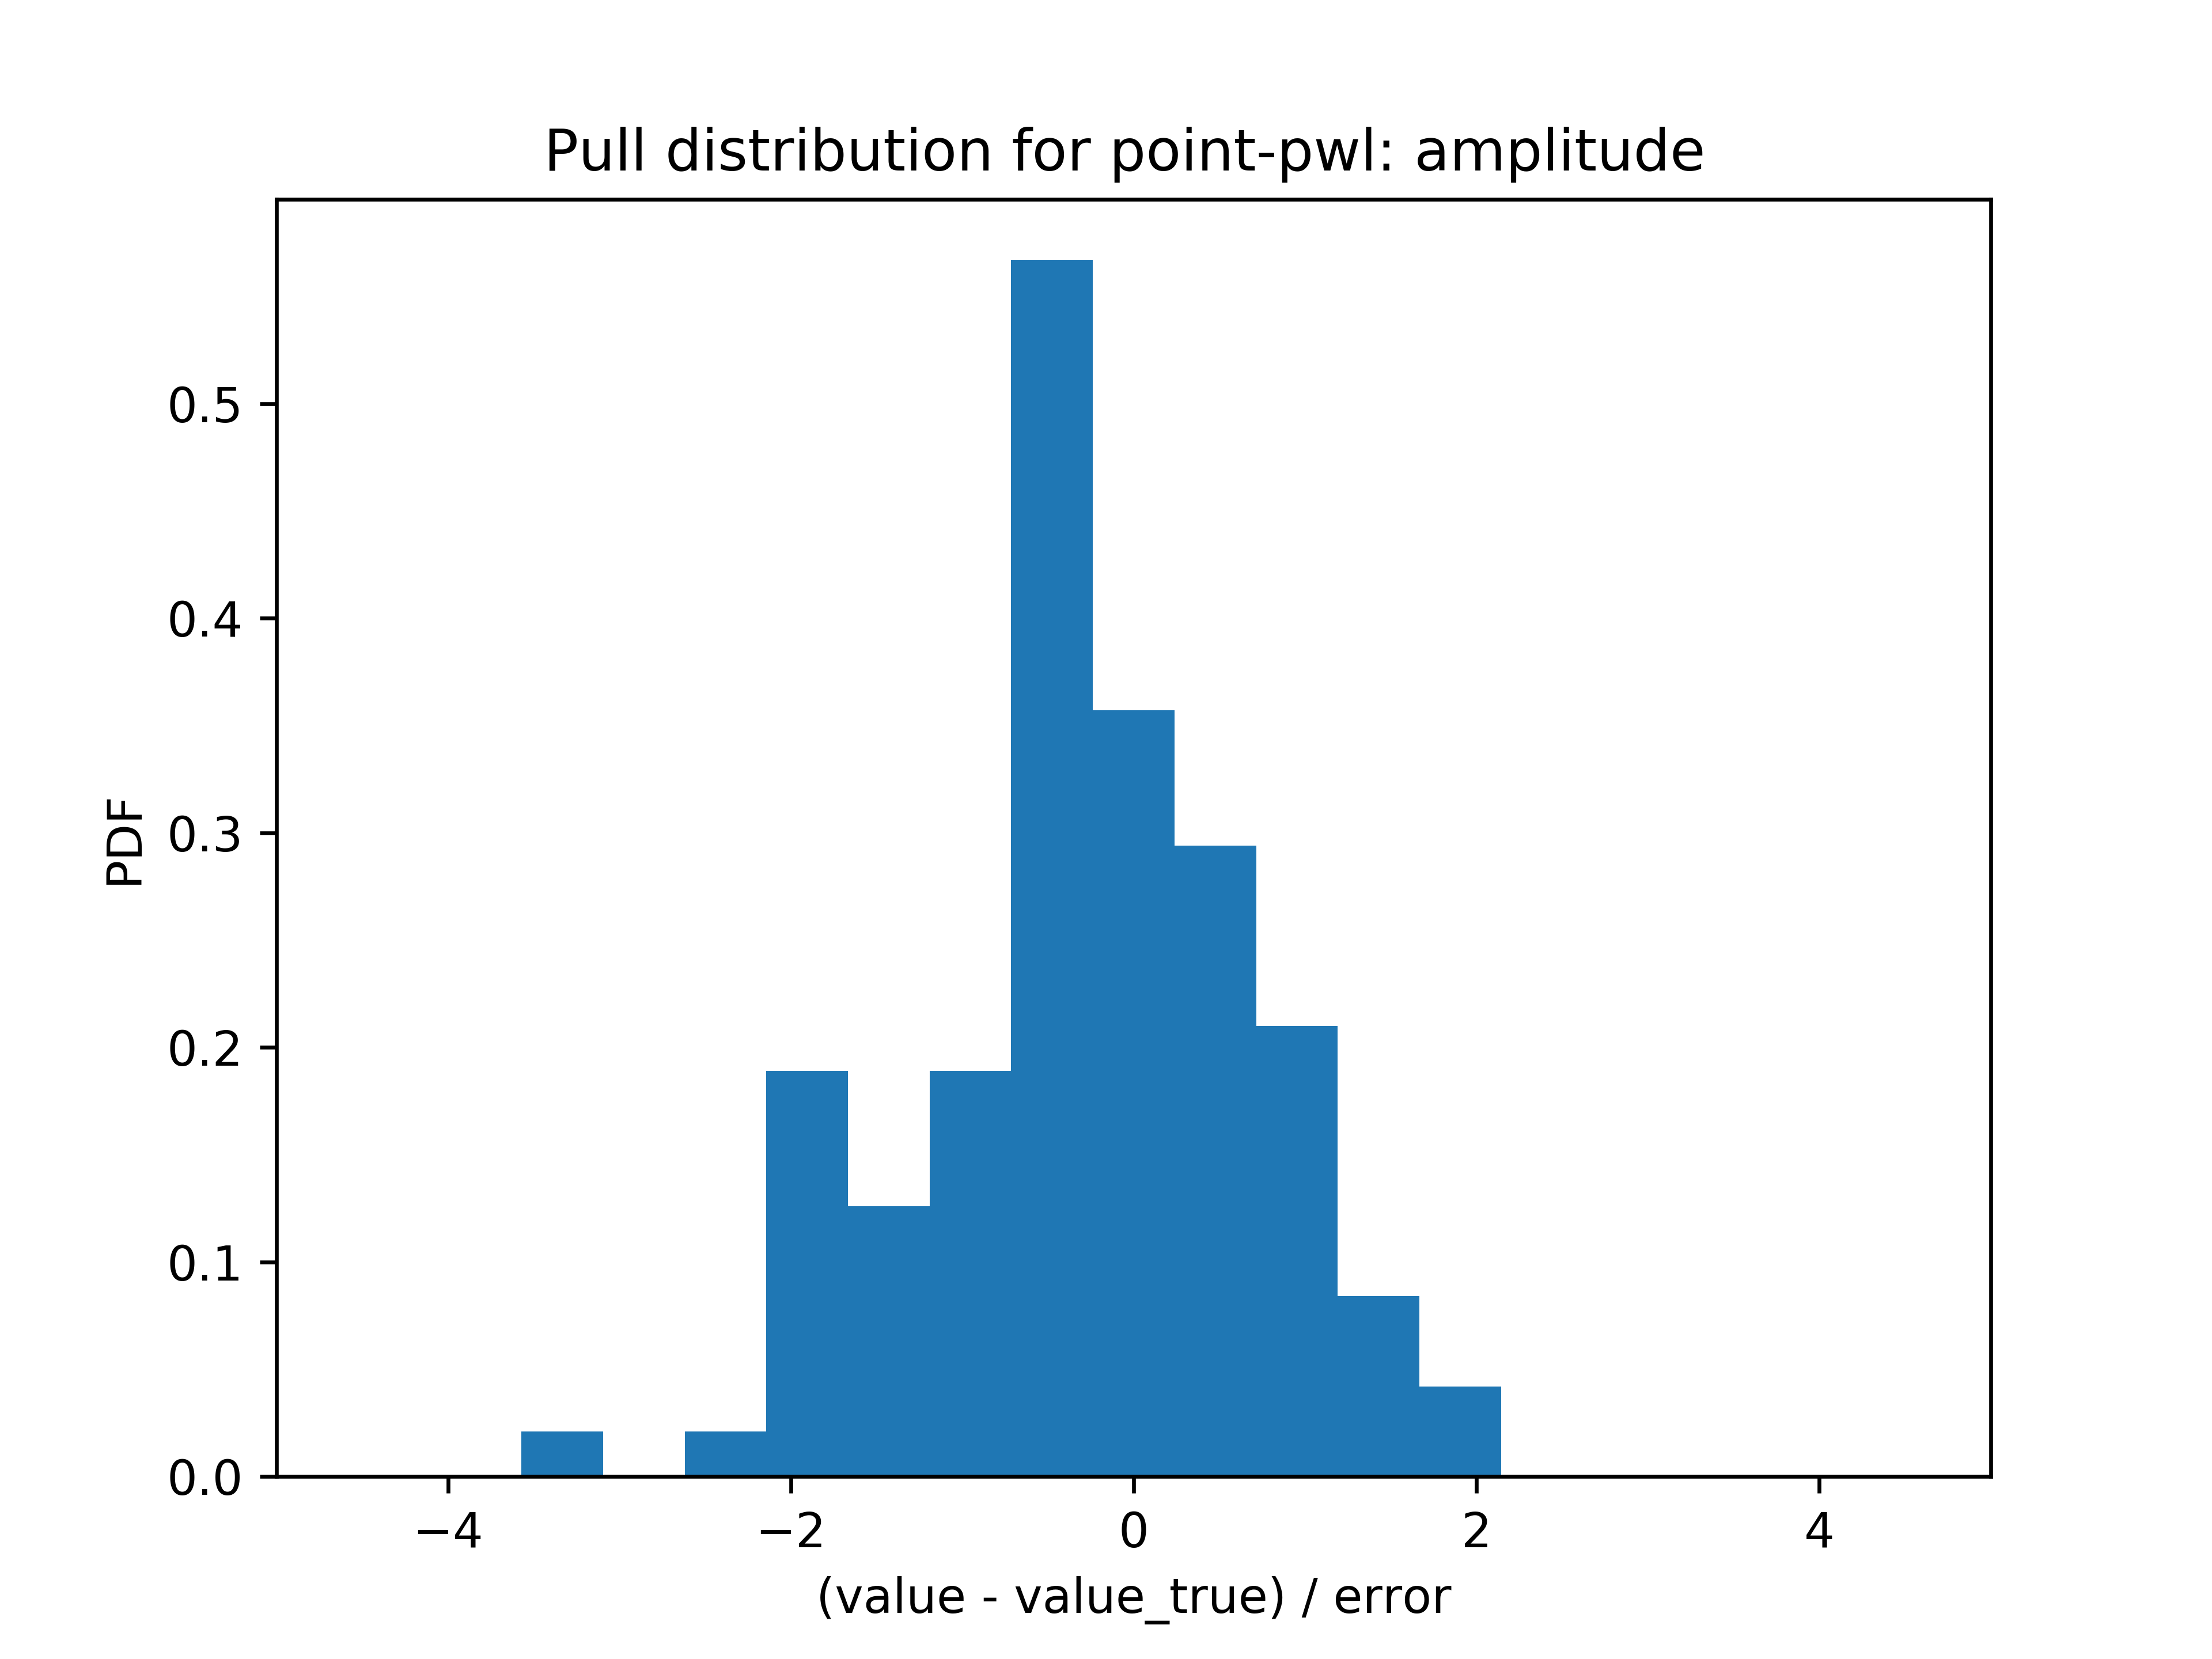 Pull distribution for point-pwl: amplitude
0.5
0.4
0.3
0.2
0.1
0.0
PDF
−4 −2 0 2 4
(value - value_true) / error